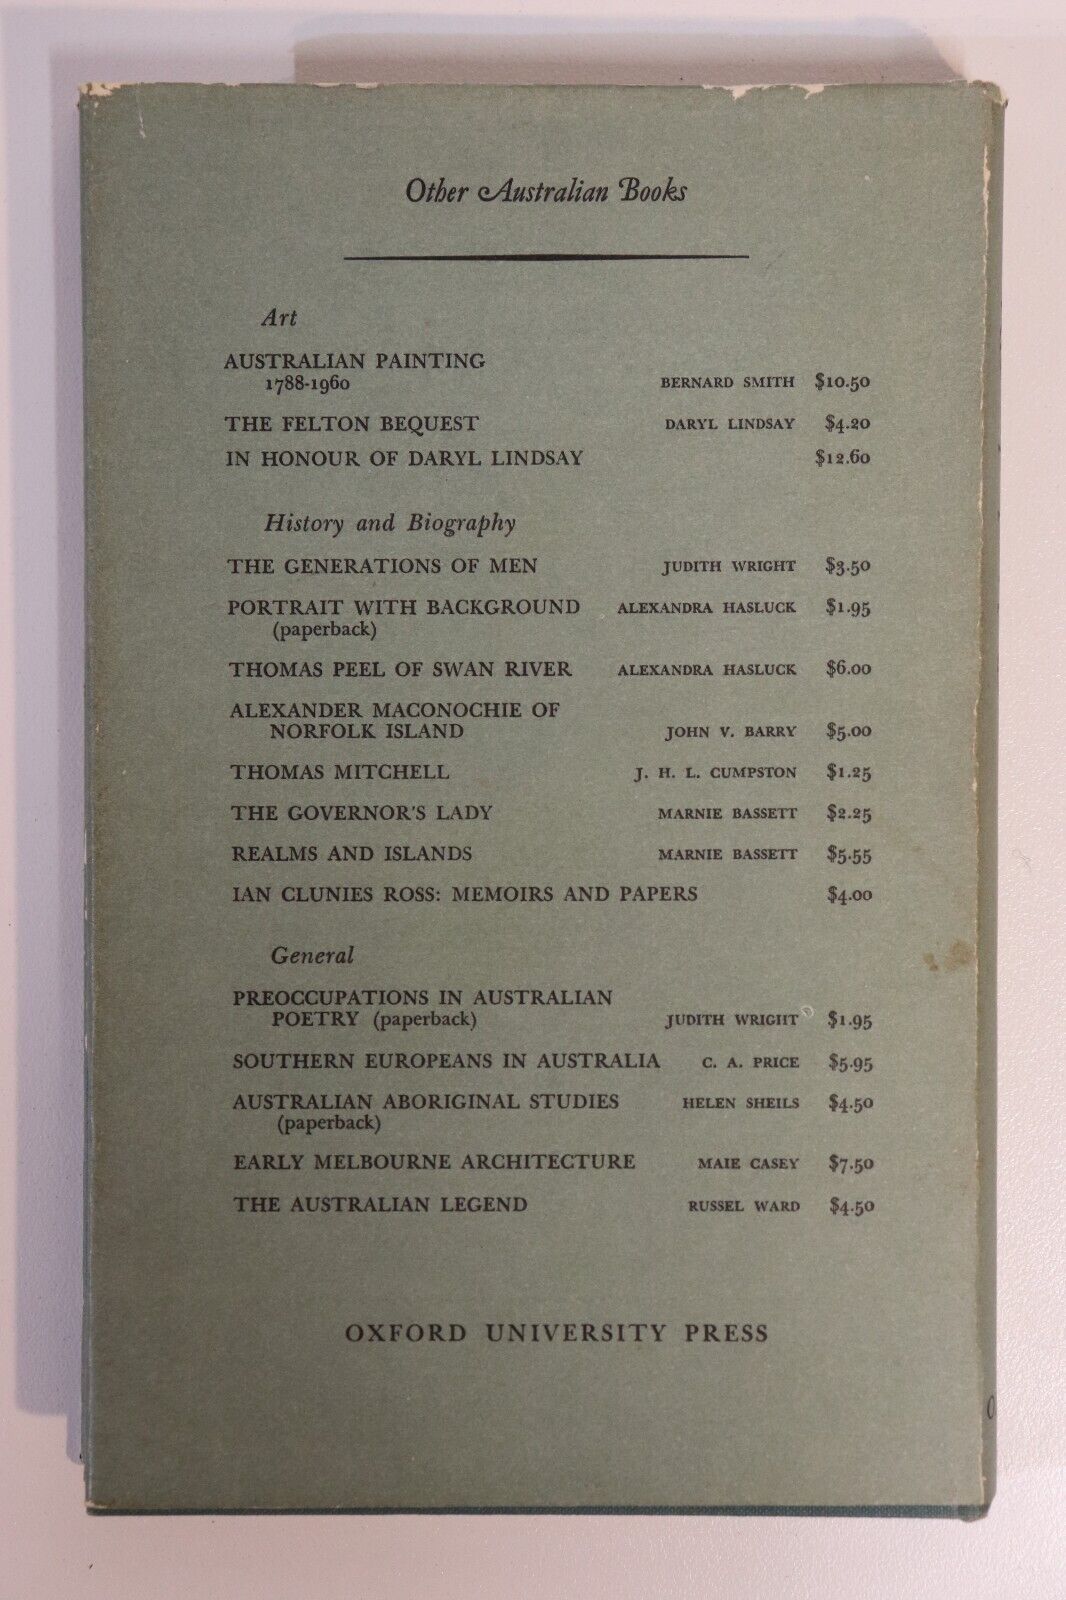 Other Australian Books
Art
AUSTRALIAN PAINTING
1788-1960 BERNARD SMITH $10.50
THE FELTON BEQUEST DARYL LINDSAY $4.20
IN HONOUR OF DARYL LINDSAY $12.60
History and Biography
THE GENERATIONS OF MEN JUDITH WRIGHT $3.50
PORTRAIT WITH BACKGROUND ALEXANDRA HASLUCK $1.95
(paperback)
THOMAS PEEL OF SWAN RIVER ALEXANDRA HASLUCK $6.00
ALEXANDER MACONOCHIE OF
NORFOLK ISLAND JOHN V. BARRY $5.00
THOMAS MITCHELL J. H. L. CUMPSTON $1.25
THE GOVERNOR'S LADY MARNIE BASSETT $2.25
REALMS AND ISLANDS MARNIE BASSETT $5.55
IAN CLUNIES ROSS: MEMOIRS AND PAPERS $4.00
General
PREOCCUPATIONS IN AUSTRALIAN
POETRY (paperback) JUDITH WRIGHT $1.95
SOUTHERN EUROPEANS IN AUSTRALIA C. A. PRICE $5.95
AUSTRALIAN ABORIGINAL STUDIES HELEN SHEILS $4.50
(paperback)
EARLY MELBOURNE ARCHITECTURE MAIE CASEY $7.50
THE AUSTRALIAN LEGEND RUSSEL WARD $4.50
OXFORD UNIVERSITY PRESS